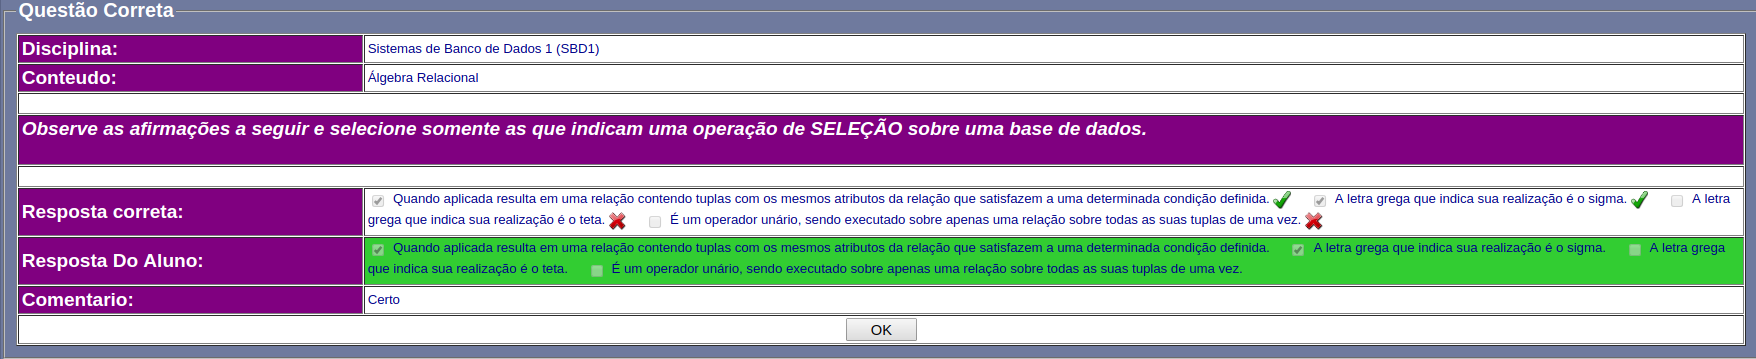 Questão Correta
Disciplina:
Sistemas de Banco de Dados 1 (SBD1)
Conteudo:
Álgebra Relacional
Observe as afirmações a seguir e selecione somente as que indicam uma operação de SELEÇÃO sobre uma base de dados.
Resposta correta:
Quando aplicada resulta em uma relação contendo tuplas com os mesmos atributos da relação que satisfazem a uma determinada condição definida. A letra grega que indica sua realização é o sigma. A letra
grega que indica sua realização é o teta. É um operador unário, sendo executado sobre apenas uma relação sobre todas as suas tuplas de uma vez.
Resposta Do Aluno:
Quando aplicada resulta em uma relação contendo tuplas com os mesmos atributos da relação que satisfazem a uma determinada condição definida. A letra grega que indica sua realização é o sigma. A letra grega
que indica sua realização é o teta. É um operador unário, sendo executado sobre apenas uma relação sobre todas as suas tuplas de uma vez.
Comentario:
Certo
OK